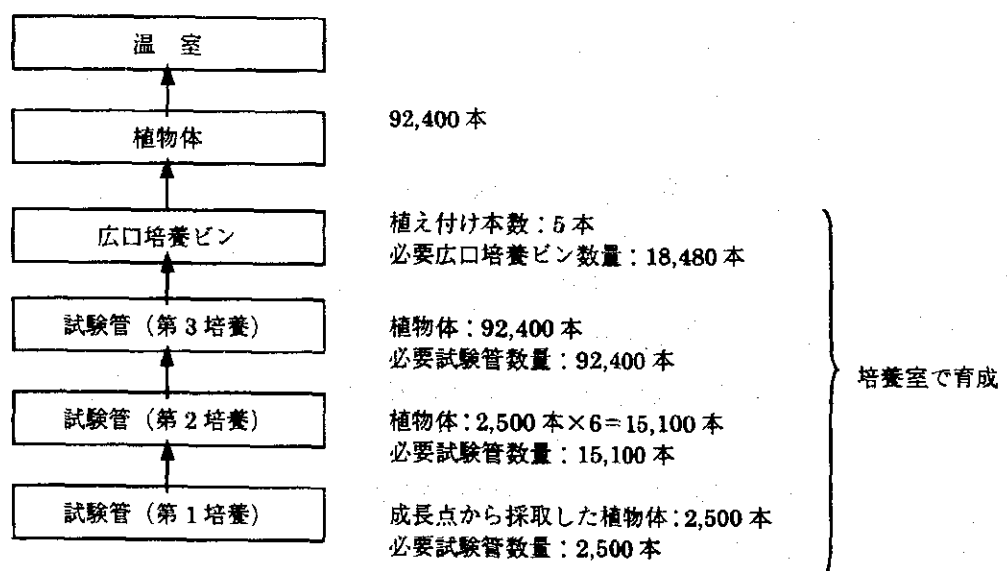 温 室
植物体
92,400 本
広口培養ビン
植え付け本数：5 本
必要広口培養ビン数量：18,480 本
試験管（第 3 培養）
植物体：92,400 本
必要試験管数量：92,400 本
試験管（第 2 培養）
植物体：2,500 本×6＝15,100 本
必要試験管数量：15,100 本
試験管（第 1 培養）
成長点から採取した植物体：2,500 本
必要試験管数量：2,500 本
培養室で育成